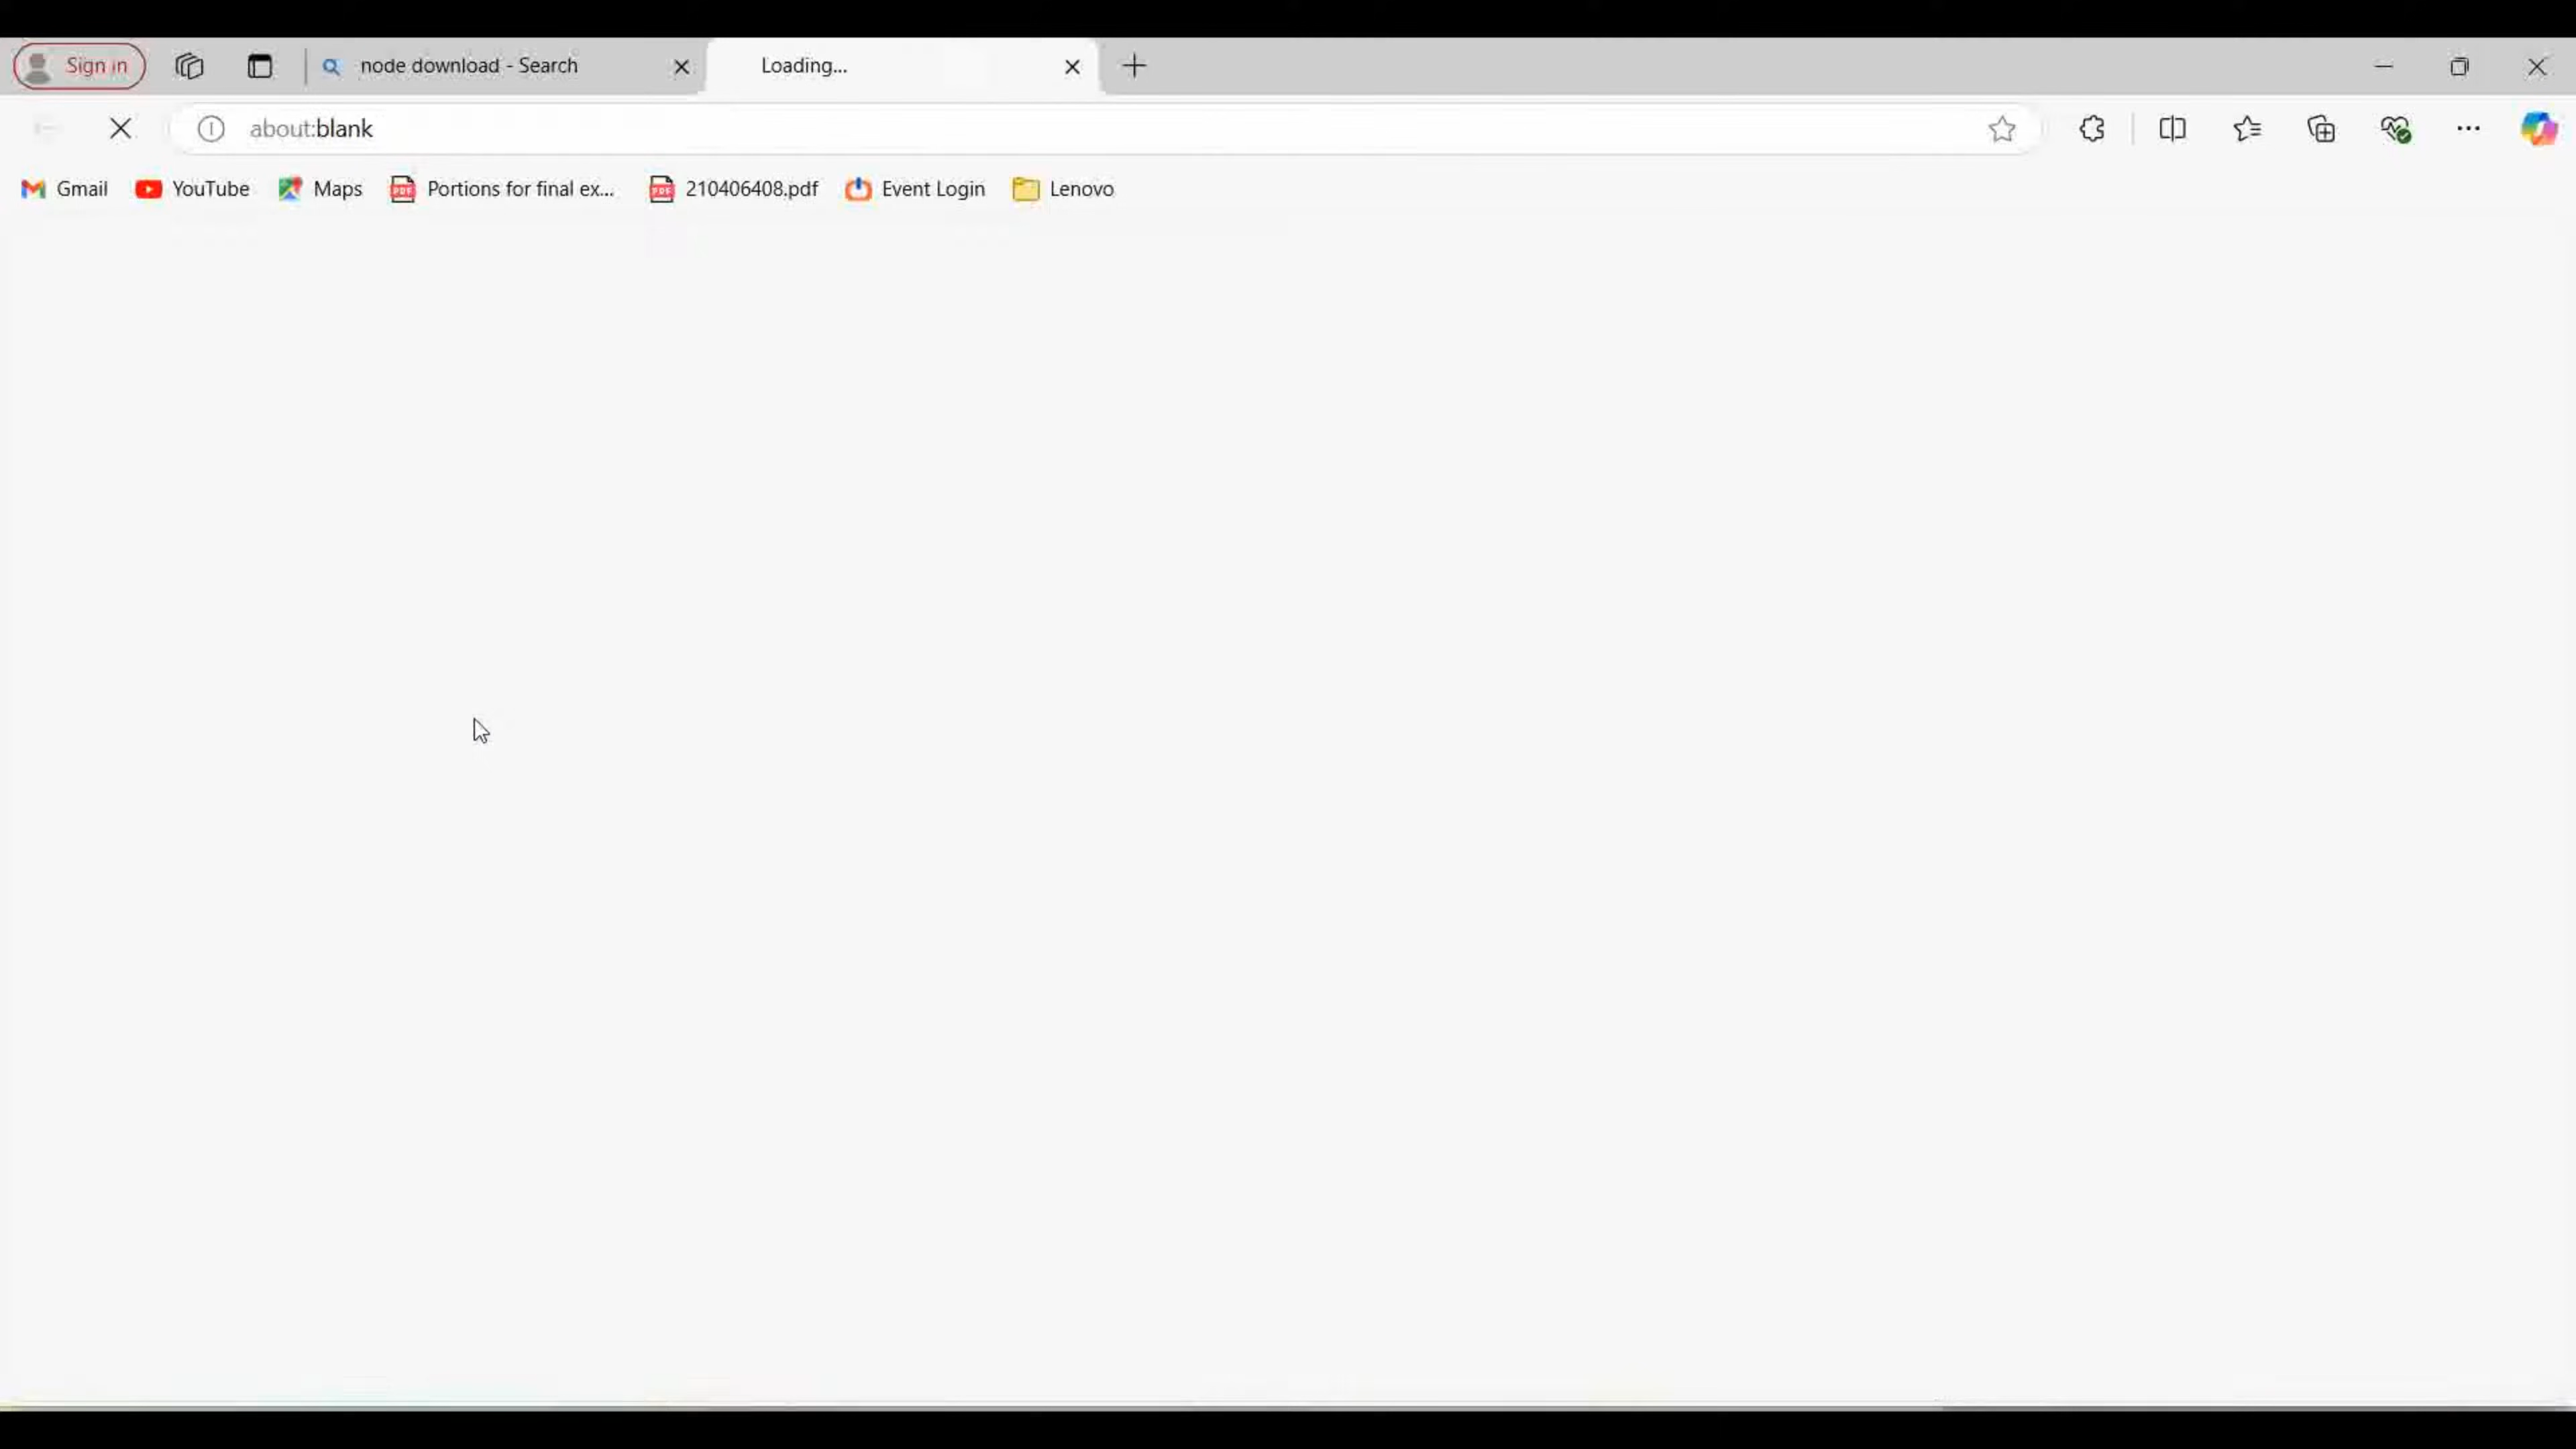 Sign in
node download - Search
Loading...
about:blank
Gmail
YouTube
Maps
Portions for final ex...
210406408.pdf
Event Login
Lenovo